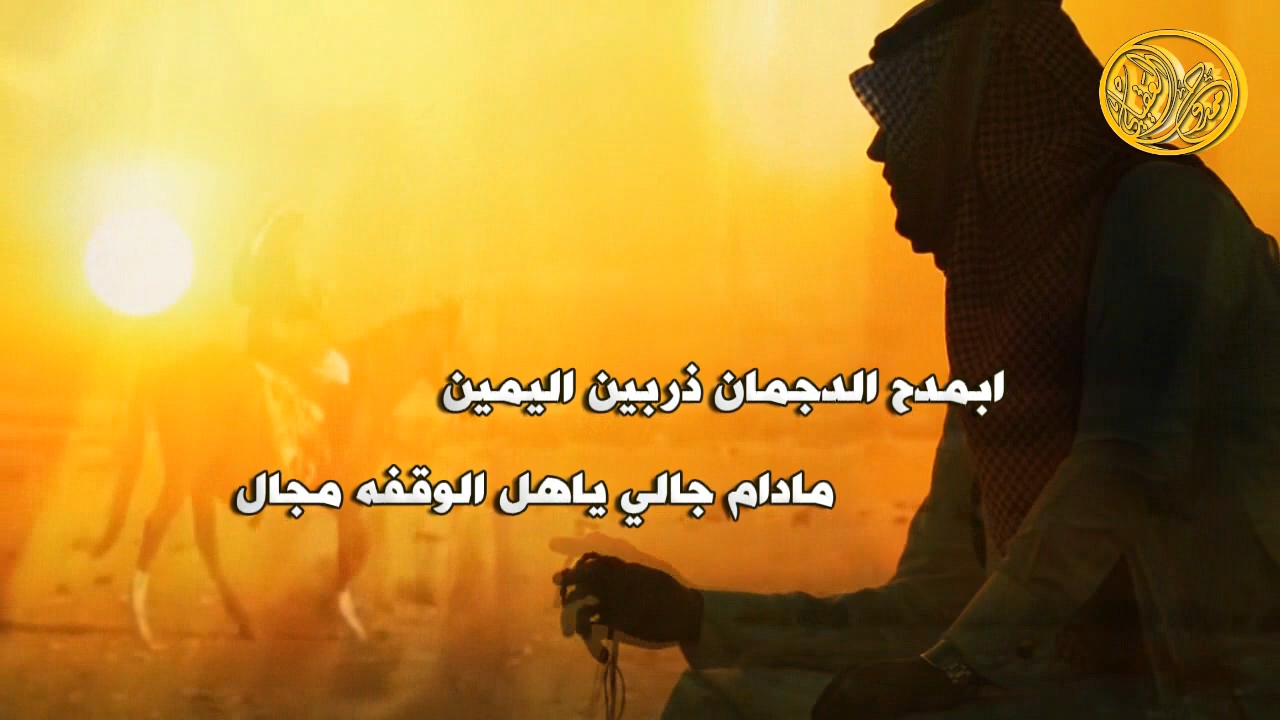 ابمدح الدجمان ذربين اليمين
مادام جالي ياهل الوقفه مجال